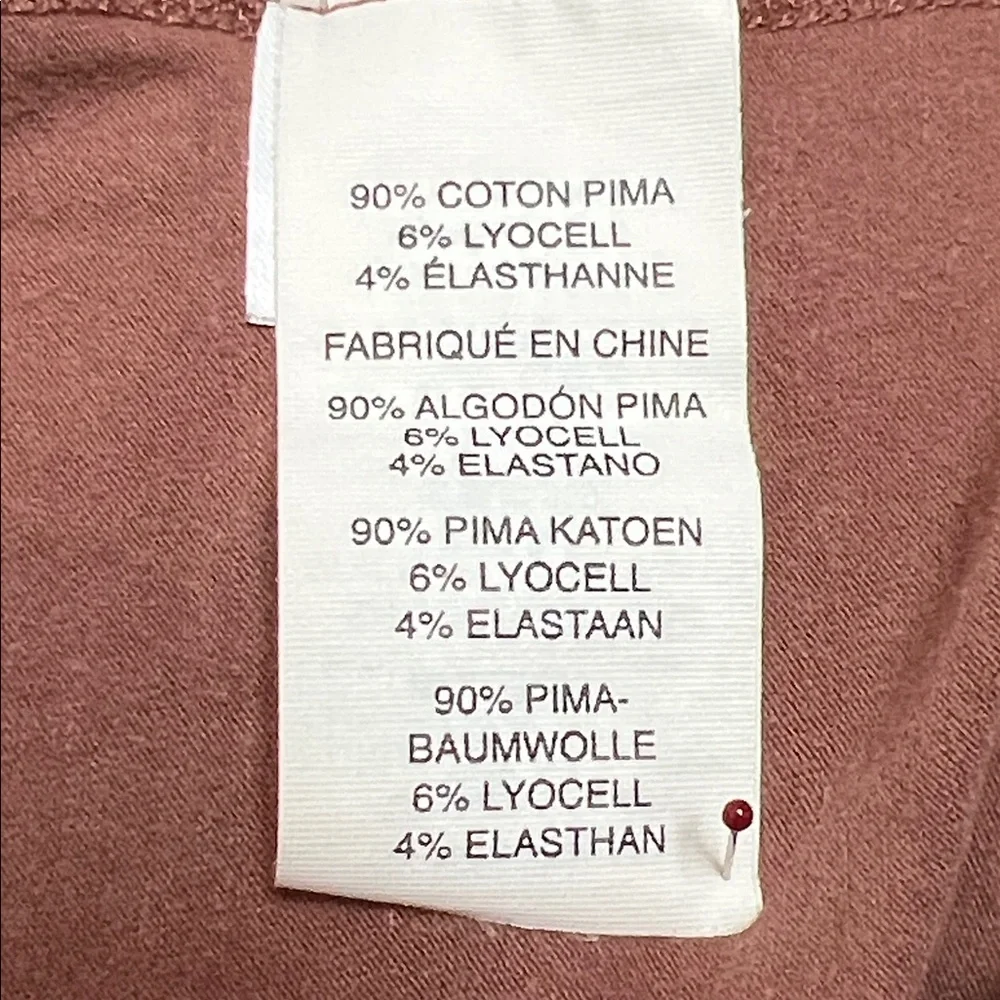 90% COTON PIMA
6% LYOCELL
4% ÉLASTHANNE
FABRIQUÉ EN CHINE
90% ALGODÓN PIMA
6% LYOCELL
4% ELASTANO
90% PIMA KATOEN
6% LYOCELL
4% ELASTAAN
90% PIMA-
BAUMWOLLE
6% LYOCELL
4% ELASTHAN